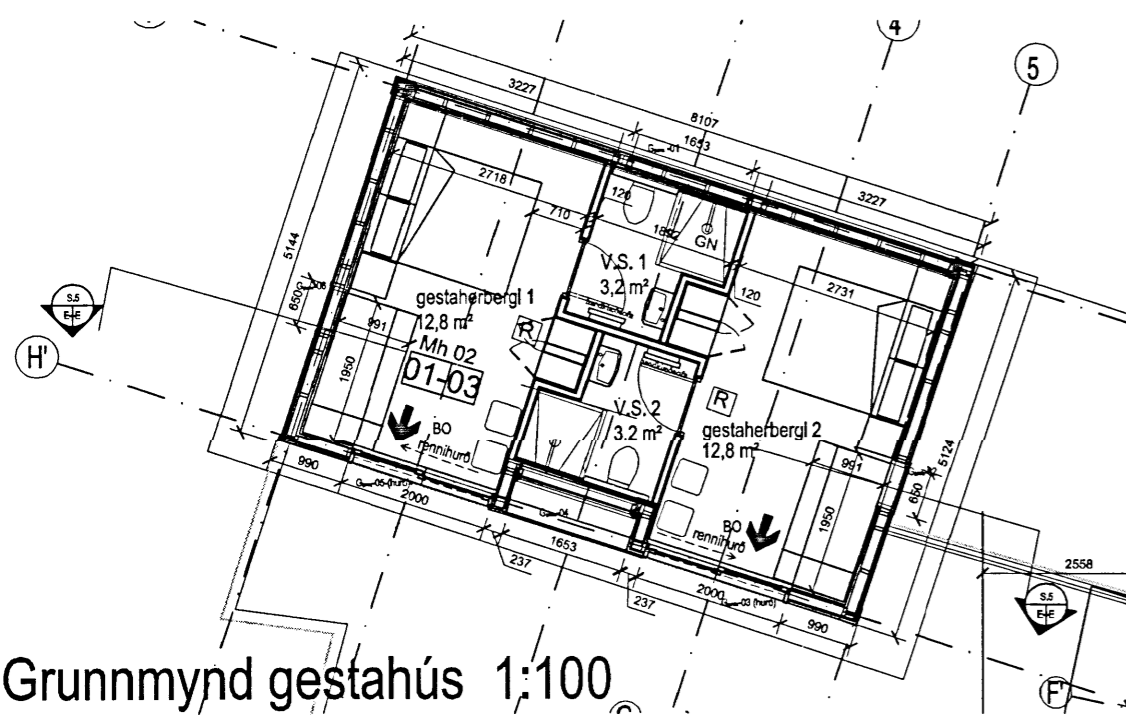 4
5
3227
8107
1653
3227
2718
120
710
1892
GN
V.S. 1
3,2 m²
120
2731
5144
650
S.5
E-E
H'
gestaherbergi 1
12,8 m²
991
R
Mh 02
01-03
1950
BO
rennihurð
V.S. 2
3.2 m²
R
gestaherbergi 2
12,8 m²
991
5124
650
1950
BO
rennihurð
990
2000
1653
237
2000
237
990
2558
S.5
E-E
F'
Grunnmynd gestahús 1:100